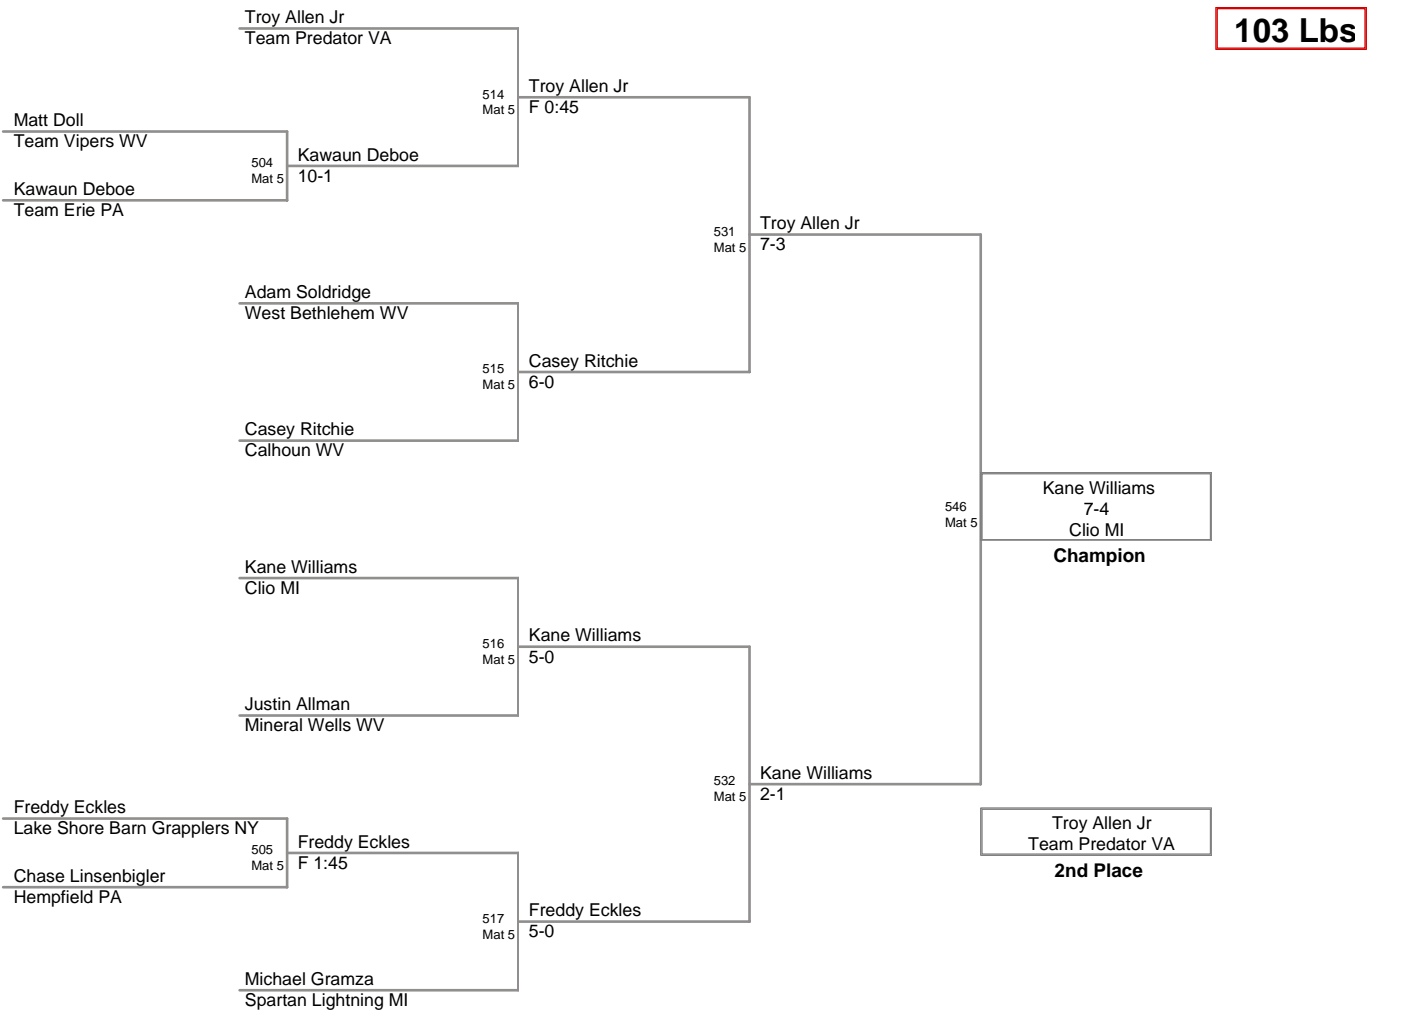 103 Lbs
Troy Allen Jr
Team Predator VA
514
Mat 5
Troy Allen Jr
F 0:45
Matt Doll
Team Vipers WV
504
Mat 5
Kawaun Deboe
10-1
Kawaun Deboe
Team Erie PA
531
Mat 5
Troy Allen Jr
7-3
Adam Soldridge
West Bethlehem WV
515
Mat 5
Casey Ritchie
6-0
Casey Ritchie
Calhoun WV
546
Mat 5
Kane Williams
7-4
Clio MI
Champion
Kane Williams
Clio MI
516
Mat 5
Kane Williams
5-0
Justin Allman
Mineral Wells WV
532
Mat 5
Kane Williams
2-1
Freddy Eckles
Lake Shore Barn Grapplers NY
505
Mat 5
Freddy Eckles
F 1:45
Chase Linsenbigler
Hempfield PA
Troy Allen Jr
Team Predator VA
2nd Place
517
Mat 5
Freddy Eckles
5-0
Michael Gramza
Spartan Lightning MI